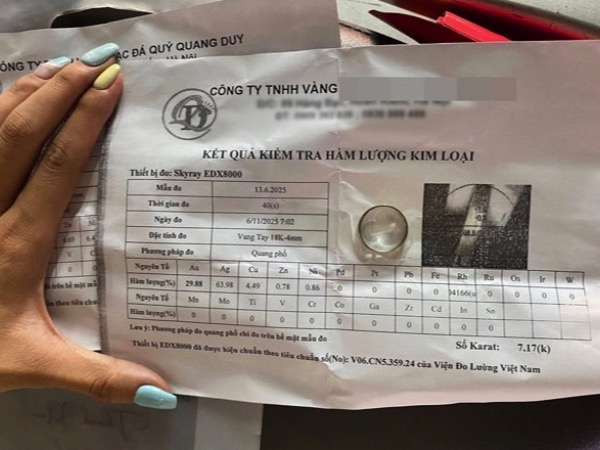 ẠC ĐÁ QUÝ QUANG DUY
ÔNG TY
CÔNG TY TNHH VÀNG
KẾT QUẢ KIỂM TRA HÀM LƯỢNG KIM LOẠI
Thiết bị đo: Skyray EDX8000
Mẫu đo 13.6.2025
Thời gian đo 40(s)
Ngày đo 6/11/2025 7:02
Đặc tính đo Vang Tay 18K-4mm
Phương pháp đo Quang phổ
Nguyên Tố Au Ag Cu Zn Ni Pd Pt Pb Fe Rh Ru Os Ir W
Hàm lượng(%) 29.88 63.98 4.49 0.78 0.86 0 0 0 0 0 0 0 0
Nguyên Tố Mn Mo Ti V Cr Co Ga Zr Cd In Sn
Hàm lượng(%) 0 0 0 0 0 0 0 0 0 0 0
Lưu ý: Phương pháp đo quang phổ chỉ đo trên bề mặt mẫu đo
Số Karat: 7.17(k)
Thiết bị EDX8000 đã được hiệu chuẩn theo tiêu chuẩn số(No): V06.CN5.359.24 của Viện Đo Lường Việt Nam